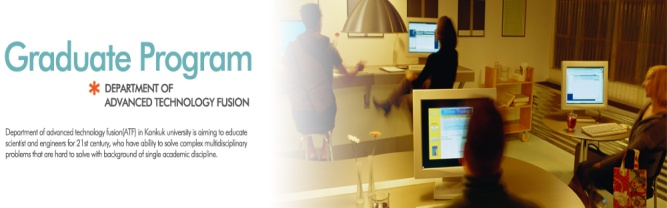 Graduate Program
* DEPARTMENT OF
ADVANCED TECHNOLOGY FUSION
Department of advanced technology fusion(ATF) in Konkuk university is aiming to educate
scientist and engineers for 21st century, who have ability to solve complex multidisciplinary
problems that are hard to solve with background of single academic discipline.